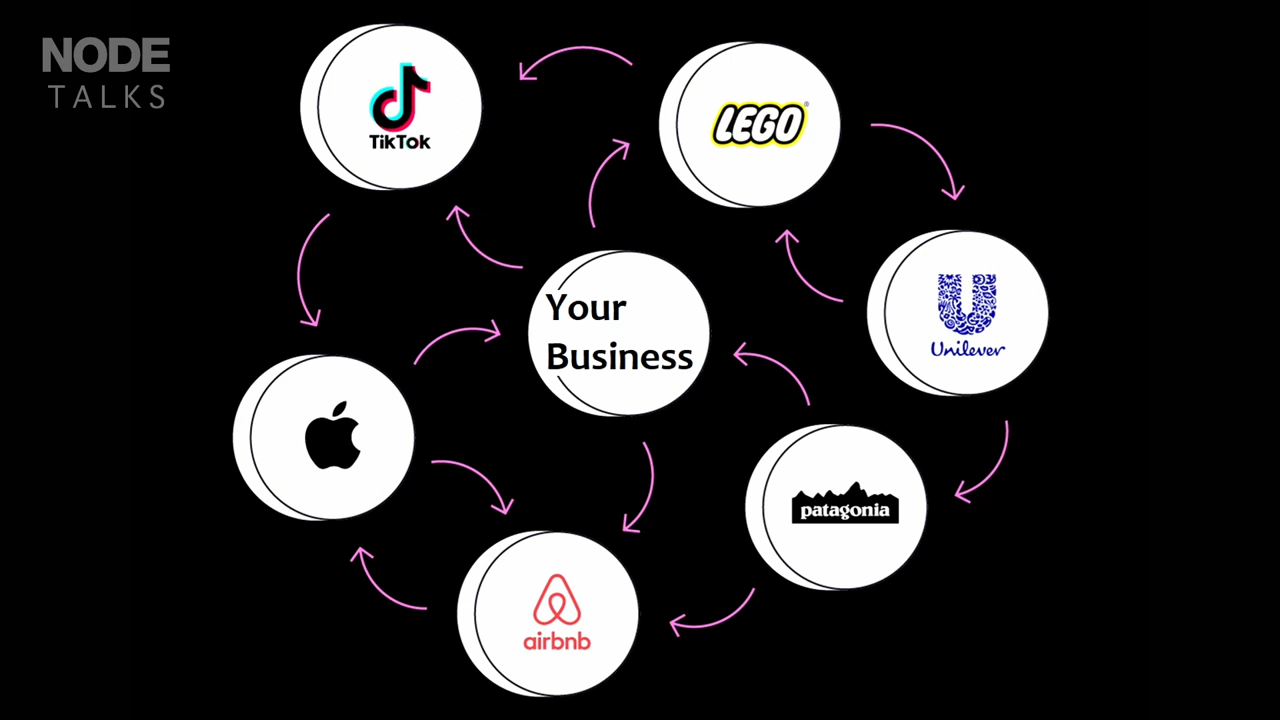 NODE
TALKS
TikTok
LEGO®
Unilever
Your
Business
patagonia
airbnb